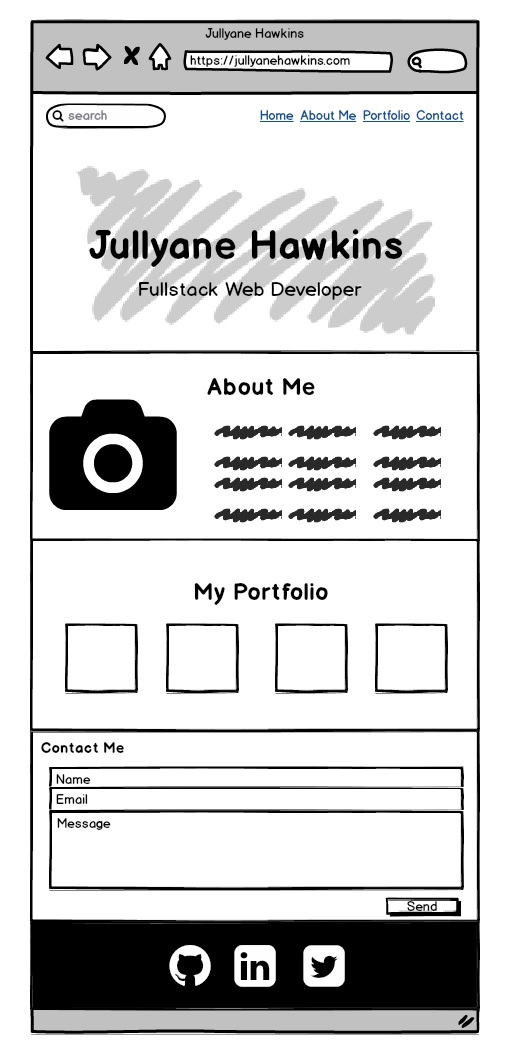 Jullyane Hawkins
https://jullyanehawkins.com
search
Home About Me Portfolio Contact
Jullyane Hawkins
Fullstack Web Developer
About Me
My Portfolio
Contact Me
Name
Email
Message
Send
in